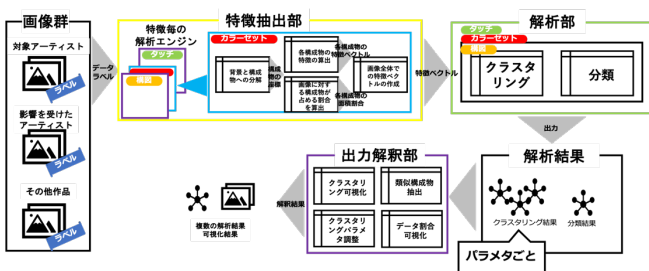 画像群
対象アーティスト
ラベル
影響を受けた
アーティスト
ラベル
その他作品
ラベル
データ
ラベル
特徴抽出部
特徴毎の
解析エンジン
タッチ
構図
カラーセット
背景と構成
物への分解
構成
物の
座標
各構成物の
特徴の算出
画像に対す
る構成物が
占める割合
を算出
各構成物の
特徴ベクトル
各構成物の
面積割合
画像全体で
の特徴ベク
トルの作成
特徴ベクトル
解析部
タッチ
カラーセット
構図
クラスタ
リング
分類
出力
解析結果
クラスタリング結果
分類結果
パラメタごと
出力解釈部
クラスタリ
ング可視化
類似構成物
抽出
クラスタリ
ングパラメ
タ調整
データ割合
可視化
解釈結果
複数の解析結果
可視化結果